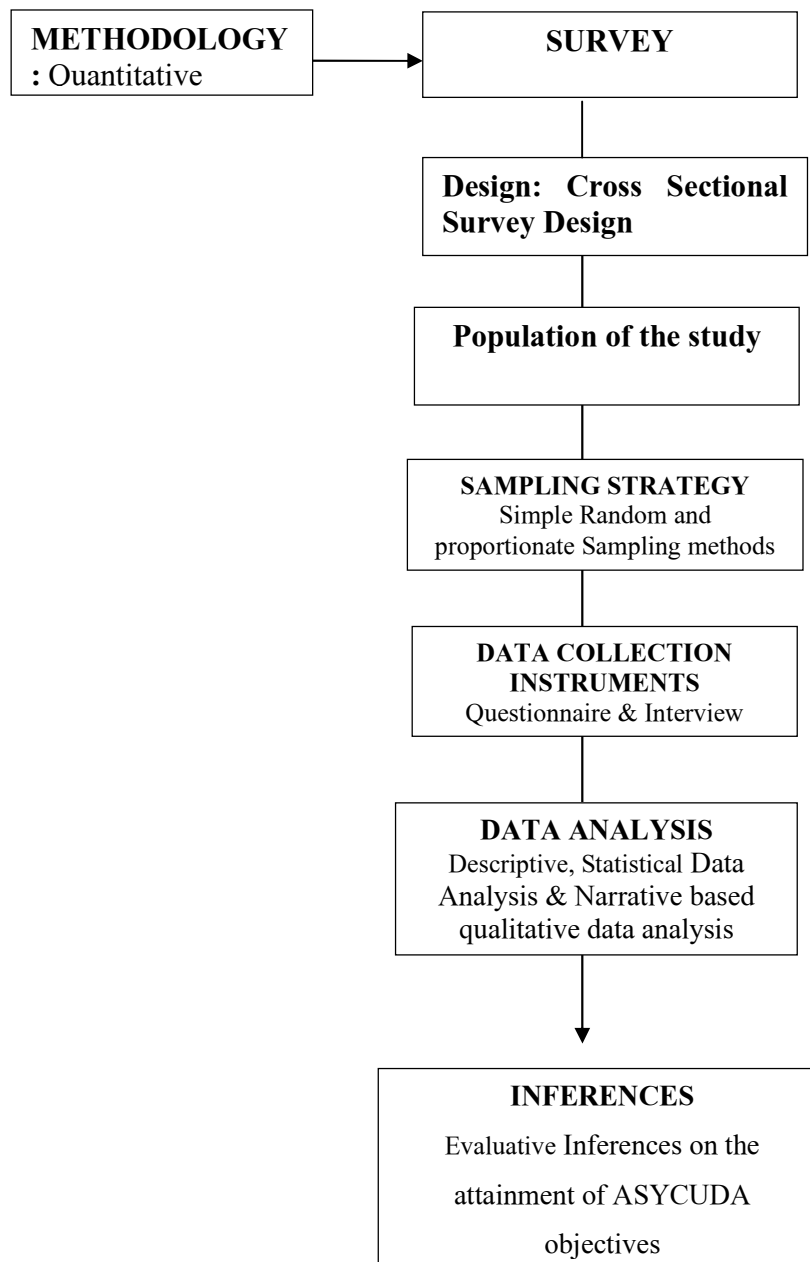 METHODOLOGY
: Quantitative
SURVEY
Design: Cross Sectional
Survey Design
Population of the study
SAMPLING STRATEGY
Simple Random and
proportionate Sampling methods
DATA COLLECTION
INSTRUMENTS
Questionnaire & Interview
DATA ANALYSIS
Descriptive, Statistical Data
Analysis & Narrative based
qualitative data analysis
INFERENCES
Evaluative Inferences on the
attainment of ASYCUDA
objectives